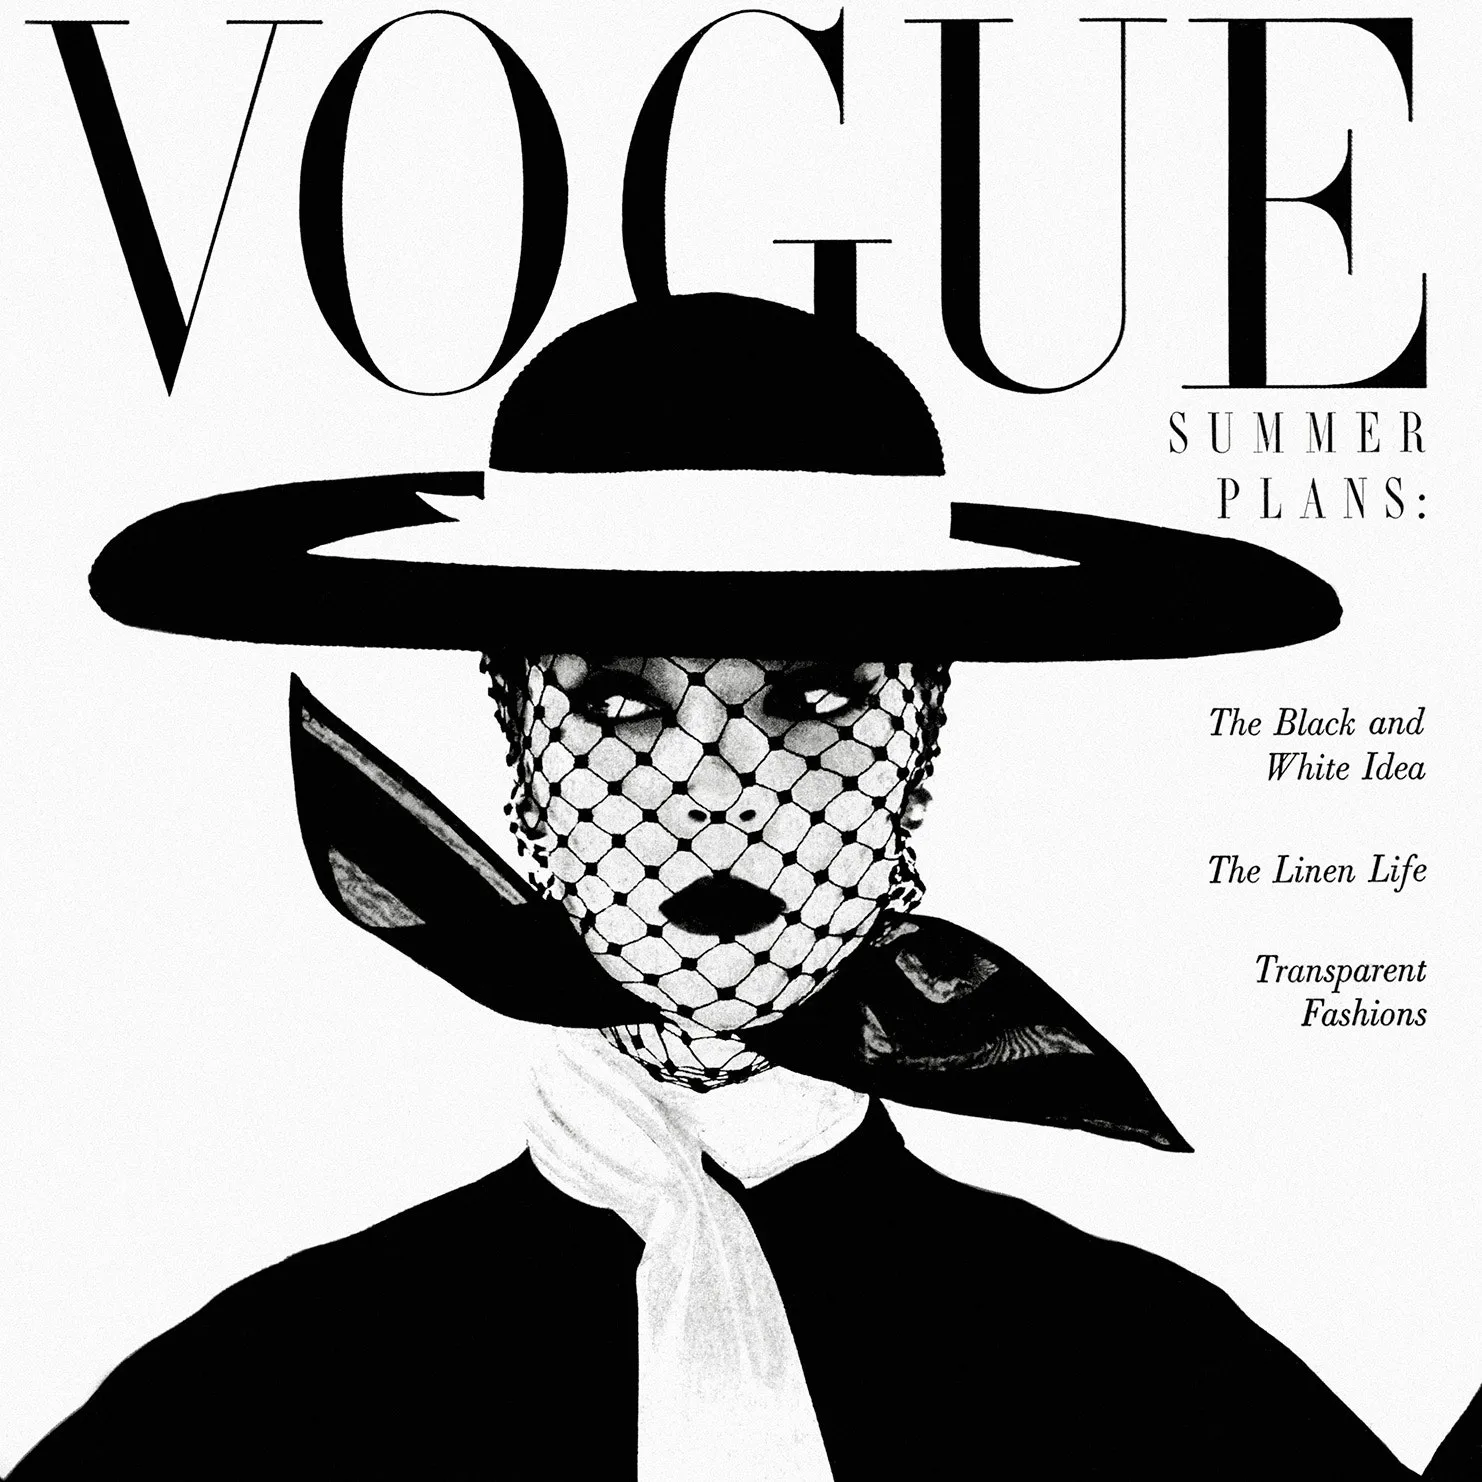 VOGUE
SUMMER
PLANS:
The Black and
White Idea
The Linen Life
Transparent
Fashions